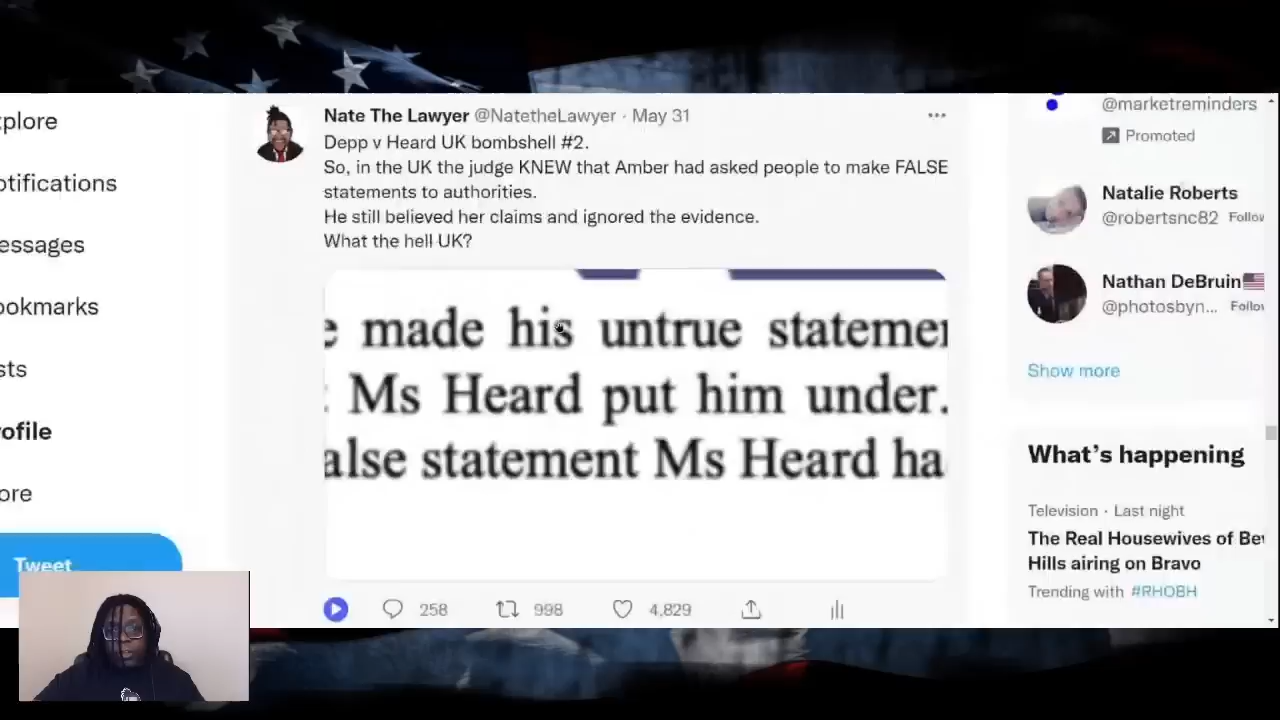 xplore
otifications
essages
ookmarks
sts
rofile
ore
Tweet
Nate The Lawyer @NatetheLawyer · May 31
Depp v Heard UK bombshell #2.
So, in the UK the judge KNEW that Amber had asked people to make FALSE
statements to authorities.
He still believed her claims and ignored the evidence.
What the hell UK?
e made his untrue statemen
Ms Heard put him under.
alse statement Ms Heard ha
258 998 4,829
@marketreminders
Promoted
Natalie Roberts
@robertsnc82 Follow
Nathan DeBruin
@photosbyn... Follow
Show more
What's happening
Television · Last night
The Real Housewives of Bev
Hills airing on Bravo
Trending with #RHOBH